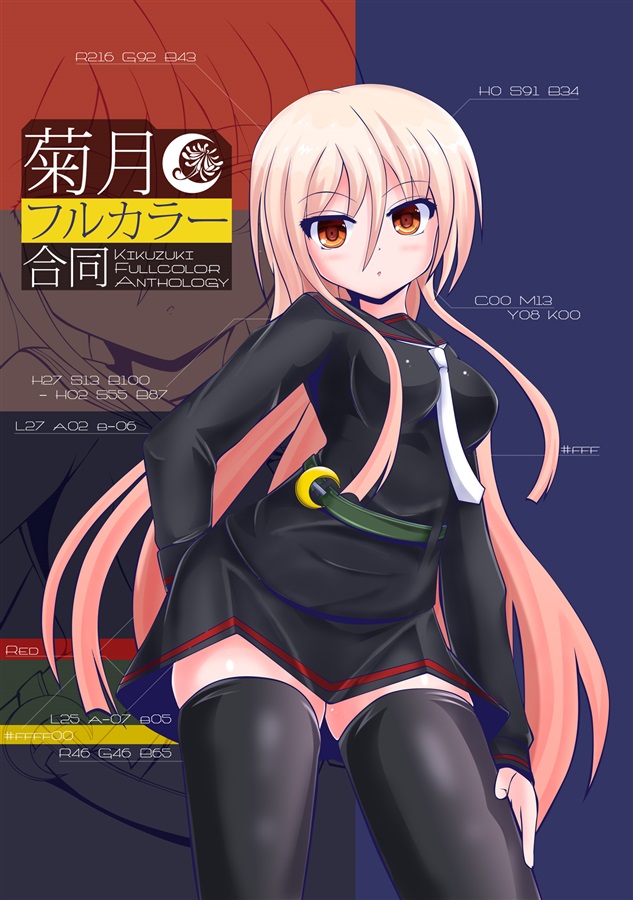 R216 G92 B43
H0 S91 B34
菊月
フルカラー
合同
Kikuzuki
Fullcolor
Anthology
C00 M13
Y08 K00
H27 S13 B100
- H02 S55 B87
L27 A02 B-06
#fff
Red
L25 A-07 B05
#ffff00
R46 G46 B65